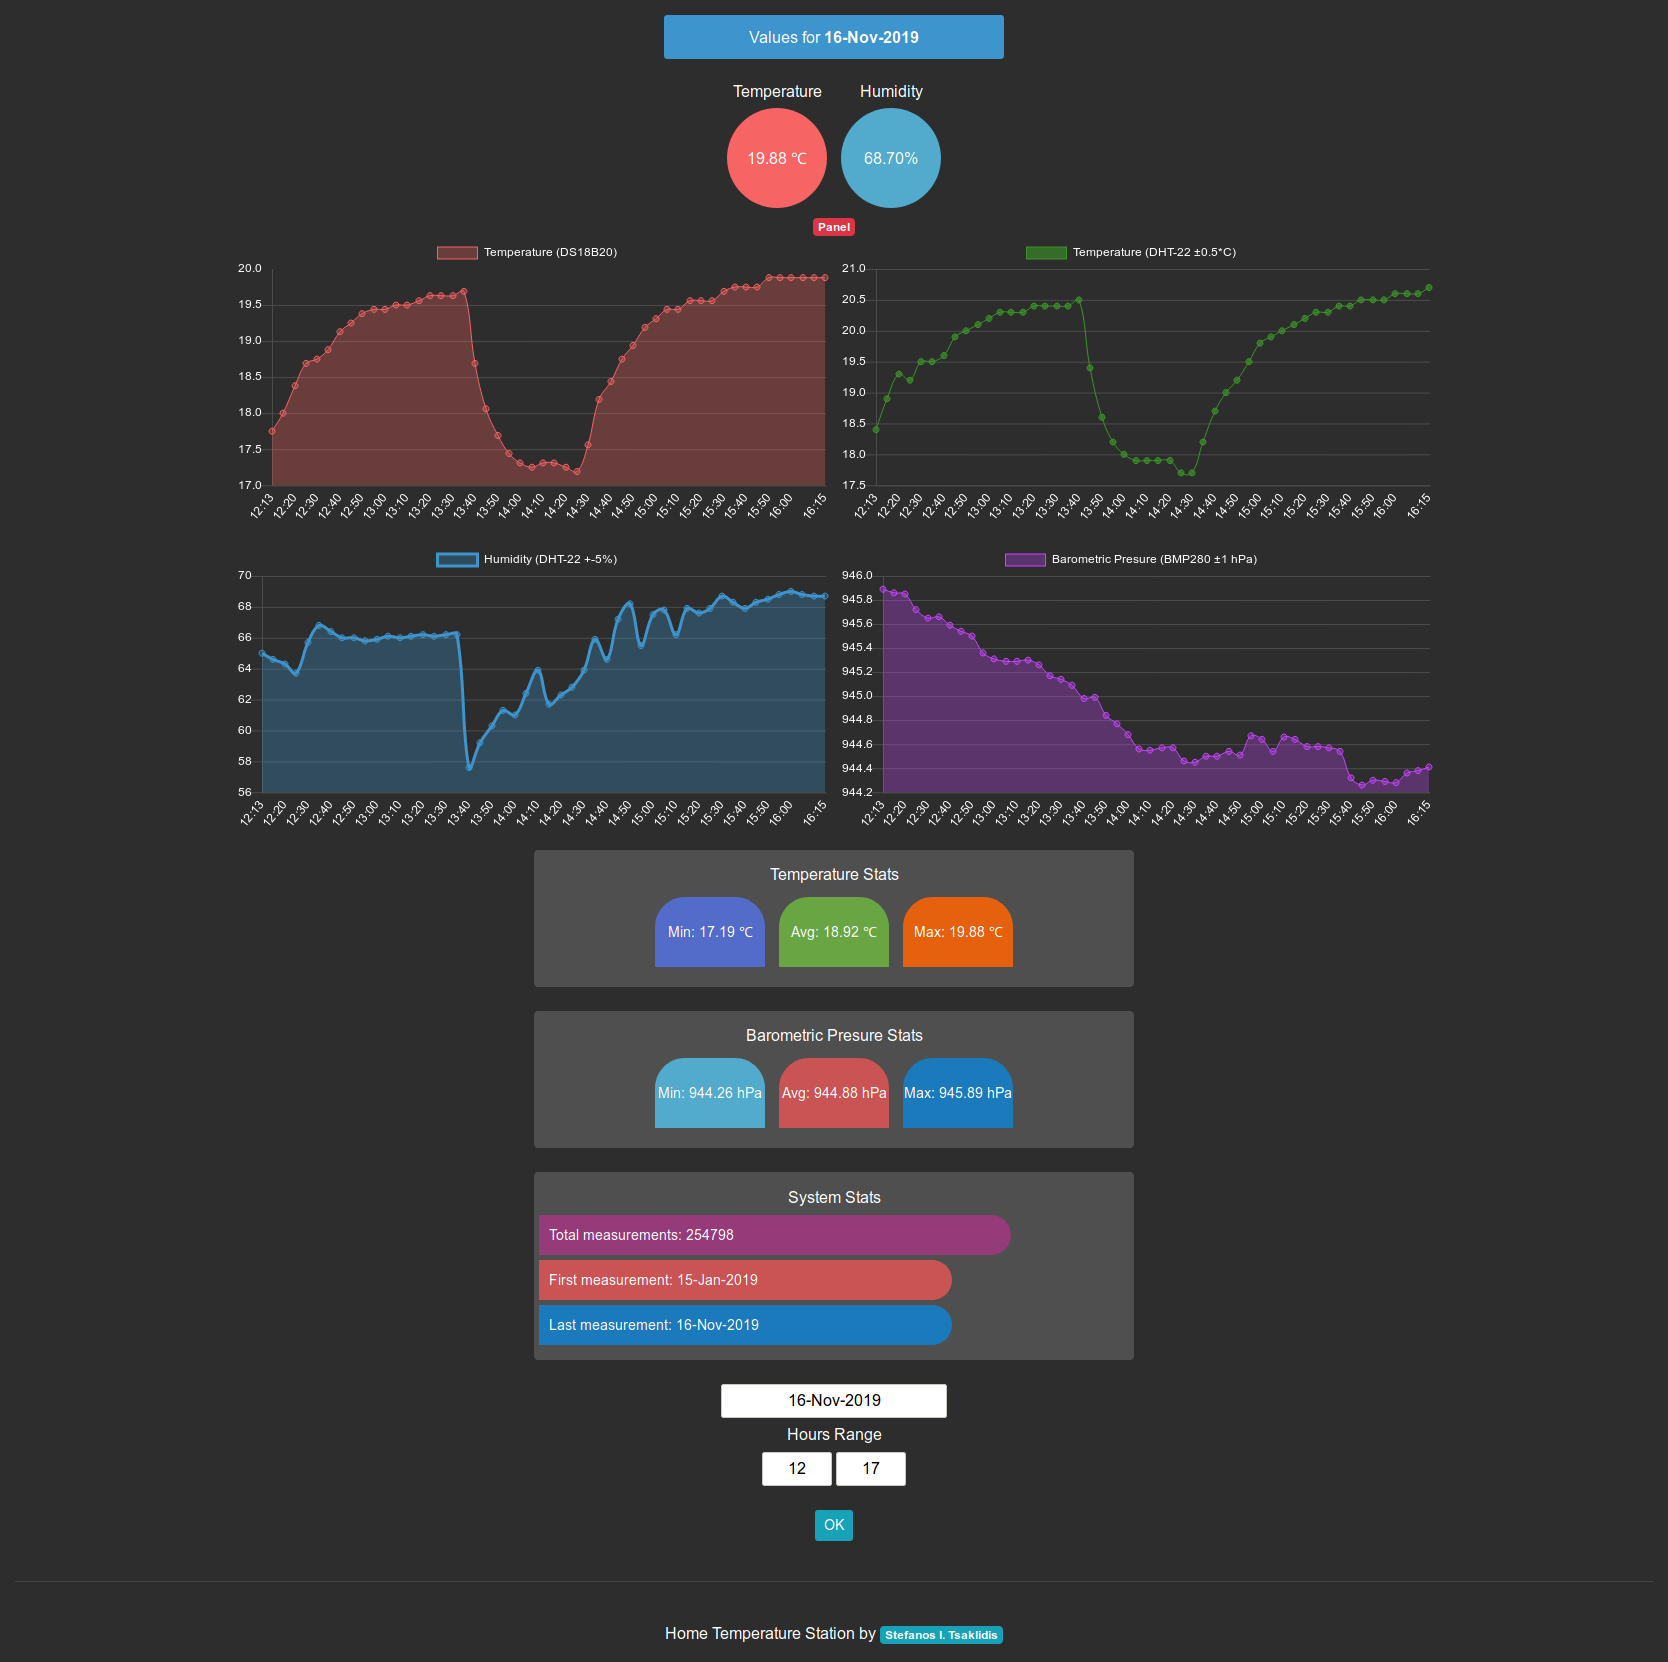 Values for 16-Nov-2019
Temperature Humidity
19.88 °C 68.70%
Panel
Temperature (DS18B20)
20.0
19.5
19.0
18.5
18.0
17.5
17.0
12:13 12:20 12:30 12:40 12:50 13:00 13:10 13:20 13:30 13:40 13:50 14:00 14:10 14:20 14:30 14:40 14:50 15:00 15:10 15:20 15:30 15:40 15:50 16:00 16:15
Temperature (DHT-22 ±0.5*C)
21.0
20.5
20.0
19.5
19.0
18.5
18.0
17.5
12:13 12:20 12:30 12:40 12:50 13:00 13:10 13:20 13:30 13:40 13:50 14:00 14:10 14:20 14:30 14:40 14:50 15:00 15:10 15:20 15:30 15:40 15:50 16:00 16:15
Humidity (DHT-22 +-5%)
70
68
66
64
62
60
58
56
12:13 12:20 12:30 12:40 12:50 13:00 13:10 13:20 13:30 13:40 13:50 14:00 14:10 14:20 14:30 14:40 14:50 15:00 15:10 15:20 15:30 15:40 15:50 16:00 16:15
Barometric Presure (BMP280 ±1 hPa)
946.0
945.8
945.6
945.4
945.2
945.0
944.8
944.6
944.4
944.2
12:13 12:20 12:30 12:40 12:50 13:00 13:10 13:20 13:30 13:40 13:50 14:00 14:10 14:20 14:30 14:40 14:50 15:00 15:10 15:20 15:30 15:40 15:50 16:00 16:15
Temperature Stats
Min: 17.19 °C Avg: 18.92 °C Max: 19.88 °C
Barometric Presure Stats
Min: 944.26 hPa Avg: 944.88 hPa Max: 945.89 hPa
System Stats
Total measurements: 254798
First measurement: 15-Jan-2019
Last measurement: 16-Nov-2019
16-Nov-2019
Hours Range
12 17
OK
Home Temperature Station by Stefanos I. Tsaklidis